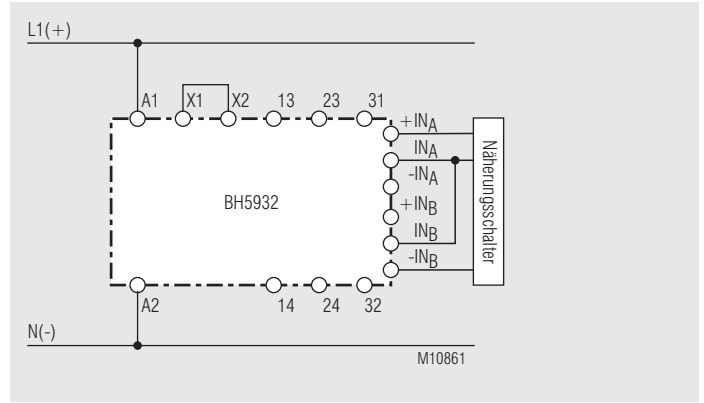 L1(+)
A1 X1 X2 13 23 31
+INA
INA
-INA
+INB
INB
-INB
Näherungsschalter
BH5932
A2 14 24 32
N(-)
M10861